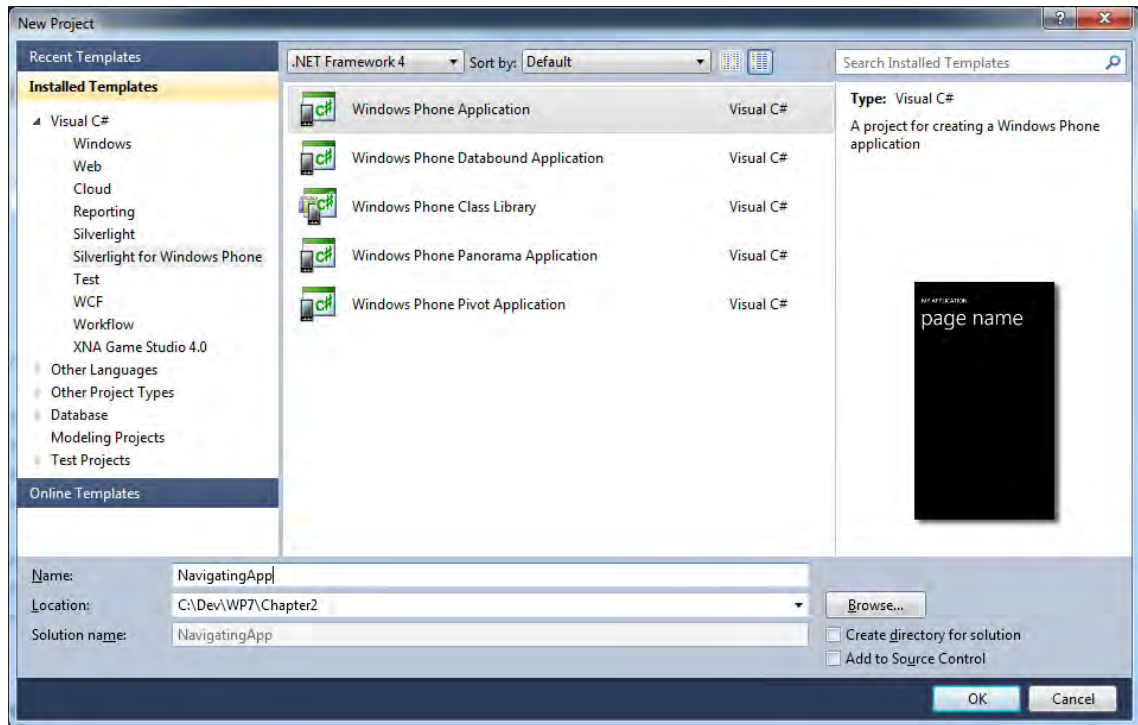 New Project
Recent Templates
Installed Templates
Visual C#
Windows
Web
Cloud
Reporting
Silverlight
Silverlight for Windows Phone
Test
WCF
Workflow
XNA Game Studio 4.0
Other Languages
Other Project Types
Database
Modeling Projects
Test Projects
Online Templates
.NET Framework 4 Sort by: Default
Windows Phone Application Visual C#
Windows Phone Databound Application Visual C#
Windows Phone Class Library Visual C#
Windows Phone Panorama Application Visual C#
Windows Phone Pivot Application Visual C#
Search Installed Templates
Type: Visual C#
A project for creating a Windows Phone
application
MY APPLICATION
page name
Name: NavigatingApp
Location: C:\Dev\WP7\Chapter2 Browse...
Solution name: NavigatingApp
Create directory for solution
Add to Source Control
OK Cancel